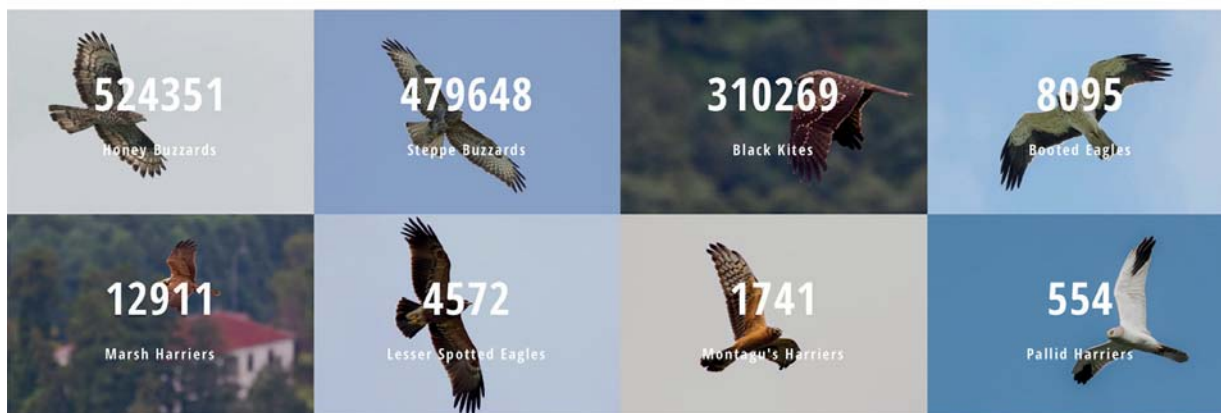 524351
Honey Buzzards
479648
Steppe Buzzards
310269
Black Kites
8095
Booted Eagles
12911
Marsh Harriers
4572
Lesser Spotted Eagles
1741
Montagu's Harriers
554
Pallid Harriers